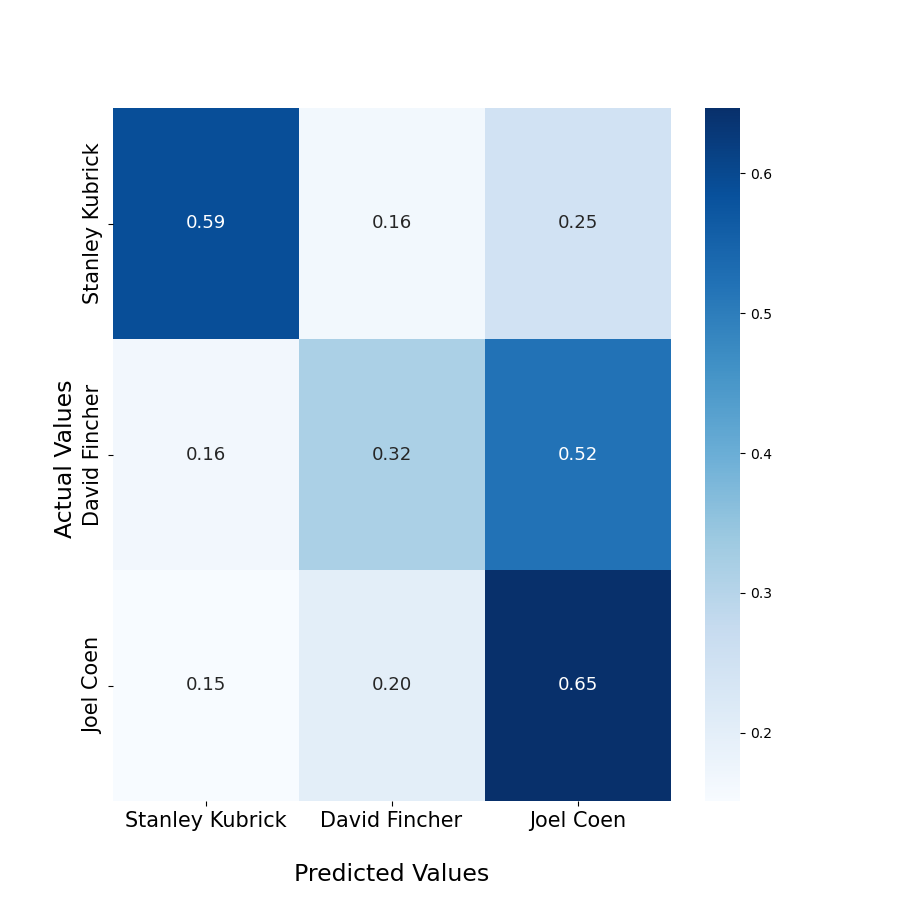 Actual Values
Stanley Kubrick
David Fincher
Joel Coen
0.59 0.16 0.25
0.16 0.32 0.52
0.15 0.20 0.65
Stanley Kubrick David Fincher Joel Coen
Predicted Values
0.6
0.5
0.4
0.3
0.2